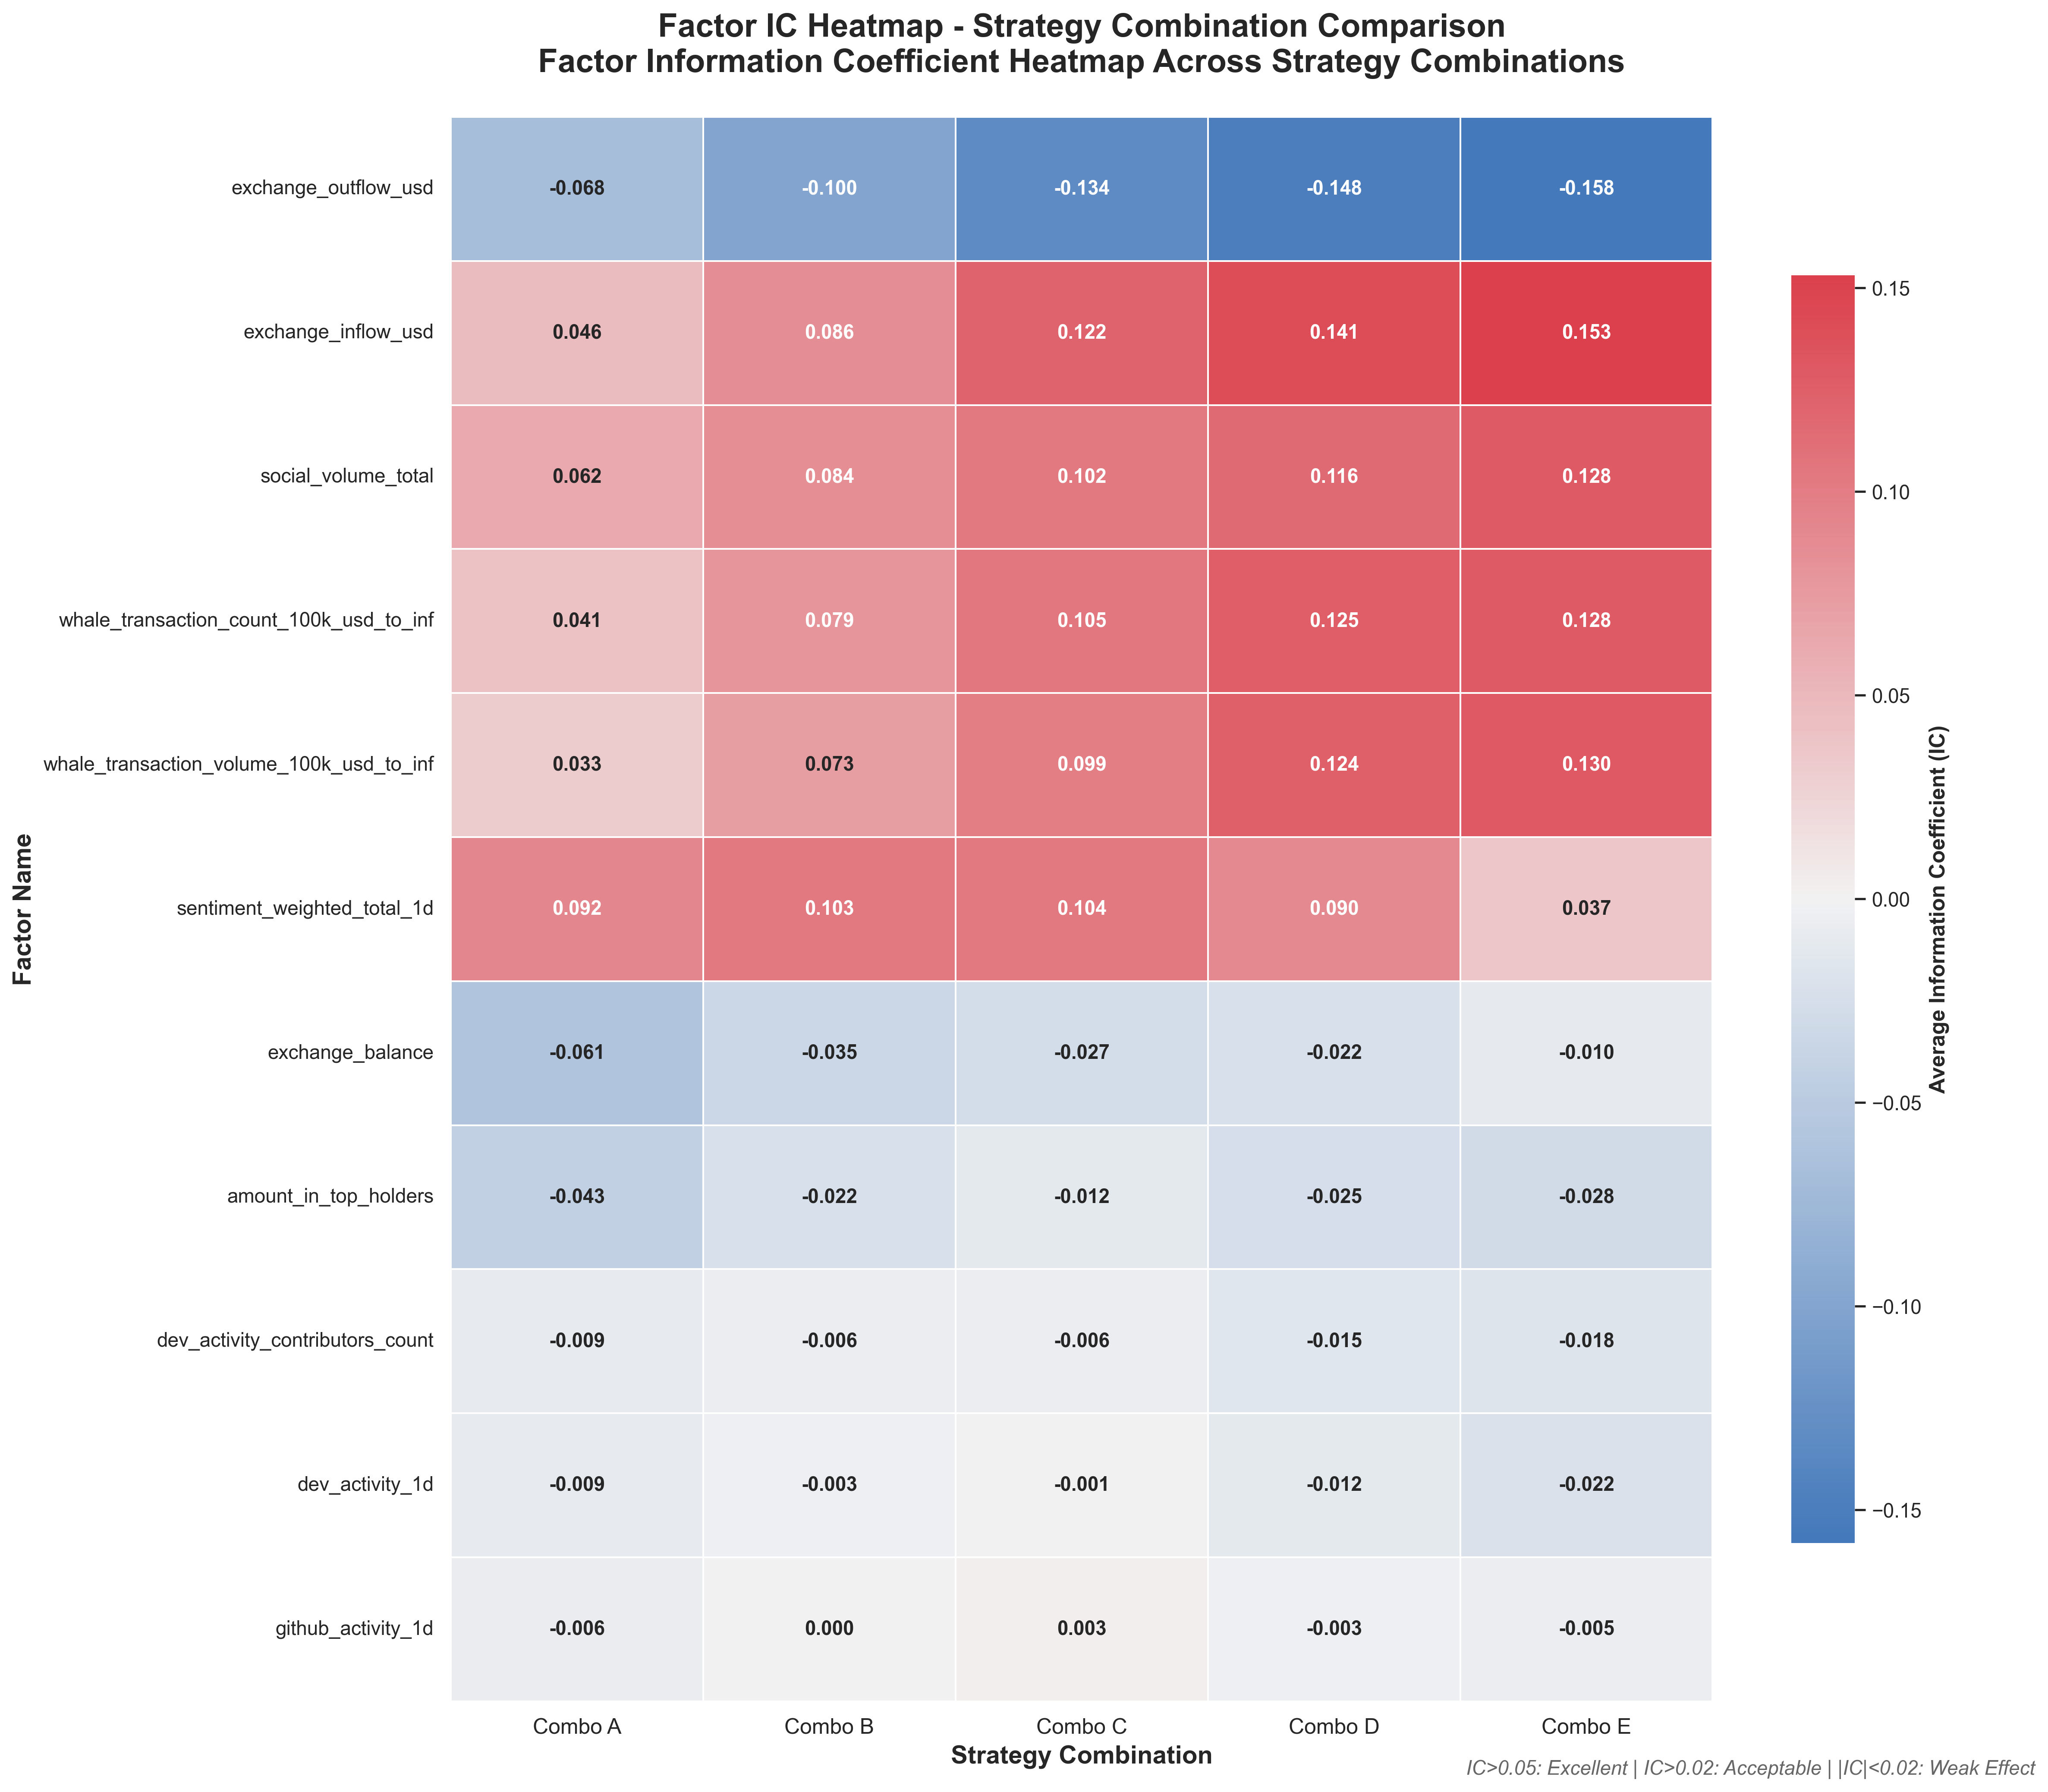 Factor IC Heatmap - Strategy Combination Comparison
Factor Information Coefficient Heatmap Across Strategy Combinations
Factor Name
exchange_outflow_usd -0.068 -0.100 -0.134 -0.148 -0.158
exchange_inflow_usd 0.046 0.086 0.122 0.141 0.153
social_volume_total 0.062 0.084 0.102 0.116 0.128
whale_transaction_count_100k_usd_to_inf 0.041 0.079 0.105 0.125 0.128
whale_transaction_volume_100k_usd_to_inf 0.033 0.073 0.099 0.124 0.130
sentiment_weighted_total_1d 0.092 0.103 0.104 0.090 0.037
exchange_balance -0.061 -0.035 -0.027 -0.022 -0.010
amount_in_top_holders -0.043 -0.022 -0.012 -0.025 -0.028
dev_activity_contributors_count -0.009 -0.006 -0.006 -0.015 -0.018
dev_activity_1d -0.009 -0.003 -0.001 -0.012 -0.022
github_activity_1d -0.006 0.000 0.003 -0.003 -0.005
Combo A Combo B Combo C Combo D Combo E
Strategy Combination
0.15
0.10
0.05
0.00
−0.05
−0.10
−0.15
Average Information Coefficient (IC)
IC>0.05: Excellent | IC>0.02: Acceptable | |IC|<0.02: Weak Effect